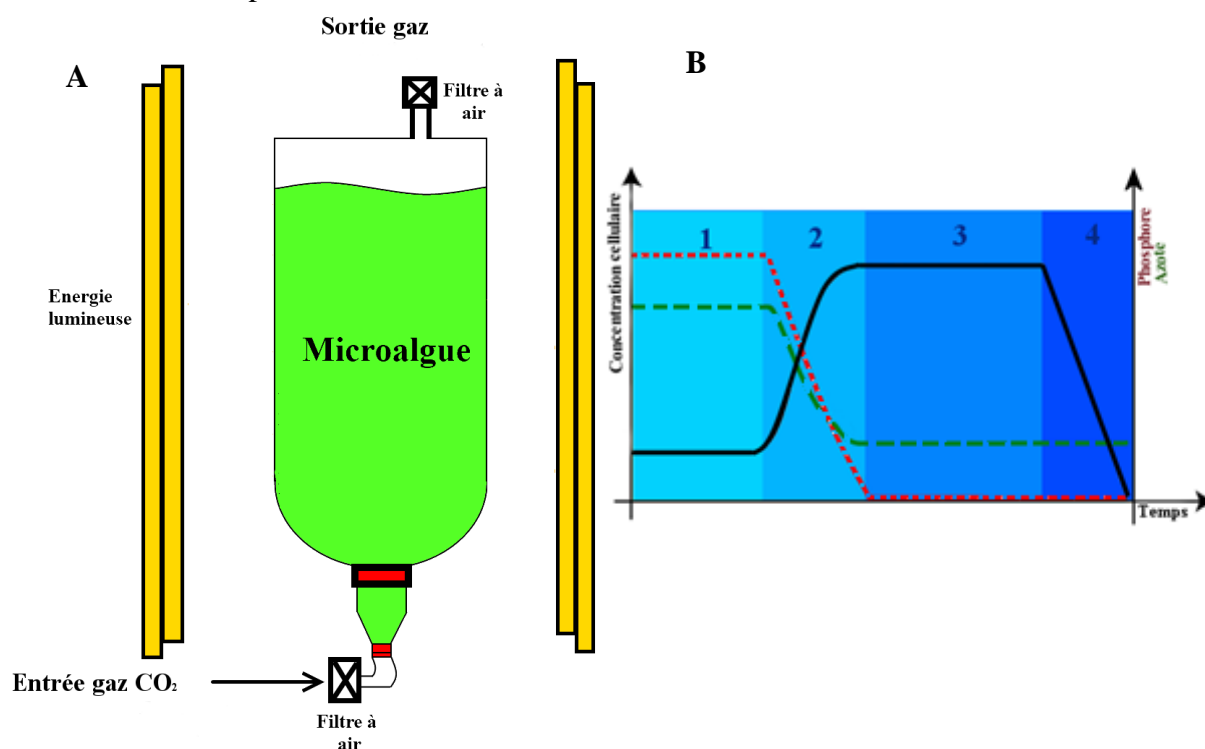 Sortie gaz
A
Filtre à
air
Energie
lumineuse
Microalgue
Entrée gaz CO₂
Filtre à
air
B
Concentration cellulaire
1
2
3
4
Phosphore
Azote
Temps